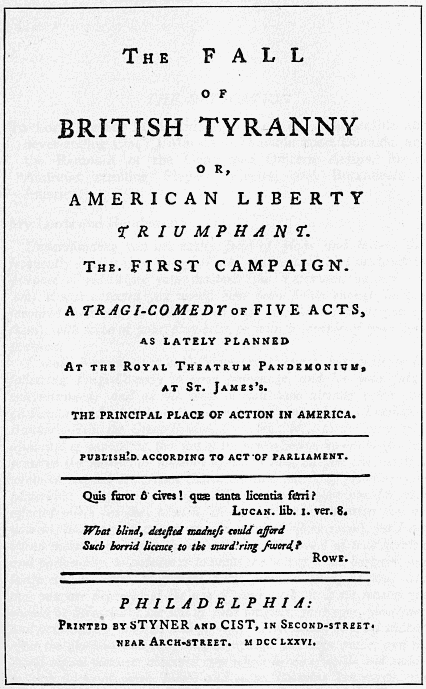 THE FALL
OF
BRITISH TYRANNY
OR,
AMERICAN LIBERTY
TRIUMPHANT.
THE. FIRST CAMPAIGN.
A TRAGI-COMEDY OF FIVE ACTS,
AS LATELY PLANNED
AT THE ROYAL THEATRUM PANDEMONIUM,
AT ST. JAMES's.
THE PRINCIPAL PLACE OF ACTION IN AMERICA.
PUBLISH'D ACCORDING TO ACT OF PARLIAMENT.
Quis furor ô cives! quæ tanta licentia ferri?
LUCAN. lib. 1. ver. 8.
What blind, deteſted madneſs could afford
Such horrid licence to the murd'ring ſword?
ROWE.
PHILADELPHIA:
PRINTED BY STYNER AND CIST, IN SECOND-STREET,
NEAR ARCH-STREET. M DCC LXXVI.